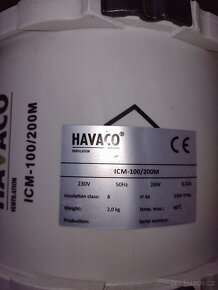 HAVACO®
VENTILATOR
CE
ICM-100/200M
230V 50Hz 26W
Insulation class: B IP 44
Weight: 2,0 kg Temp. max.: 40°C
Production: Serial number:
HAVACO
VENTILATION
ICM-100/200M